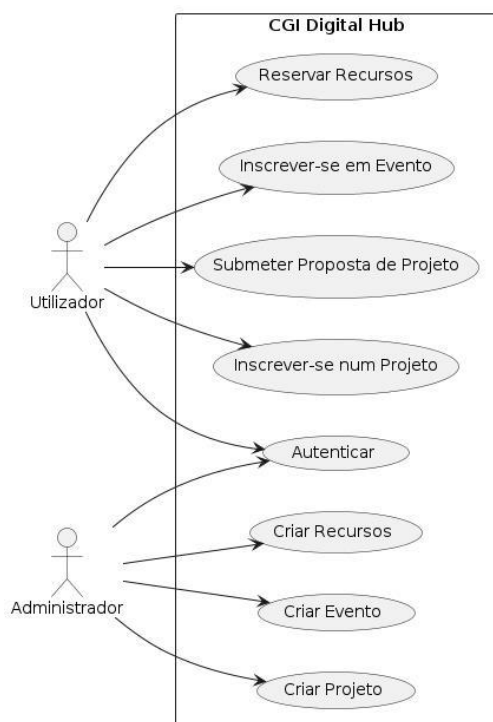 CGI Digital Hub
Reservar Recursos
Inscrever-se em Evento
Submeter Proposta de Projeto
Utilizador
Inscrever-se num Projeto
Autenticar
Criar Recursos
Administrador
Criar Evento
Criar Projeto